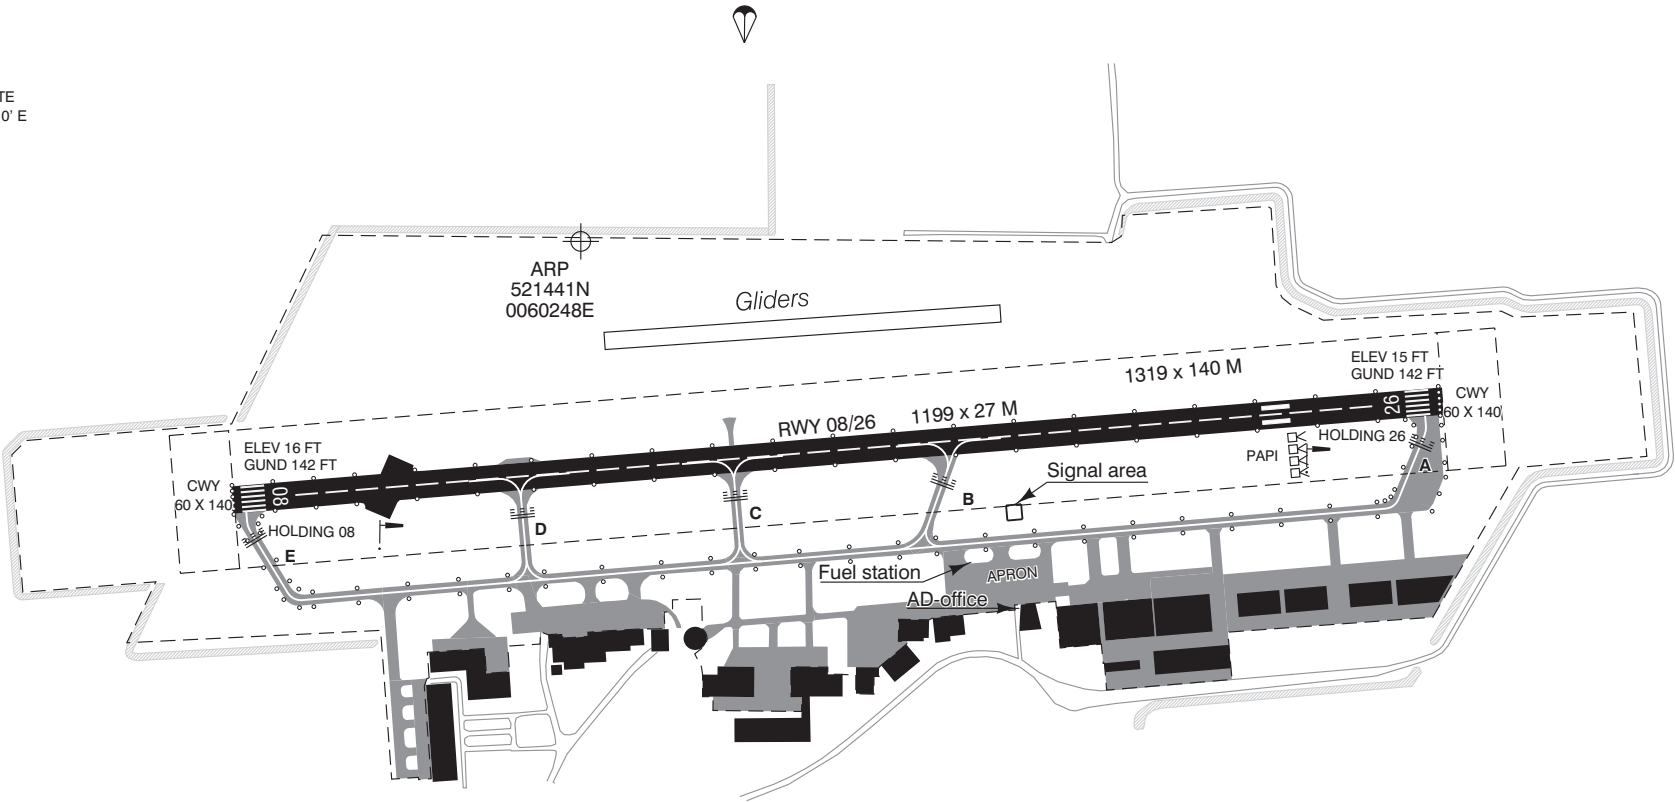 TE
0' E
ARP
521441N
0060248E
Gliders
1319 x 140 M
ELEV 15 FT
GUND 142 FT
CWY
60 X 140
26
RWY 08/26
1199 x 27 M
HOLDING 26
PAPI
A
Signal area
B
C
D
ELEV 16 FT
GUND 142 FT
CWY
60 X 140
08
HOLDING 08
E
Fuel station
APRON
AD-office